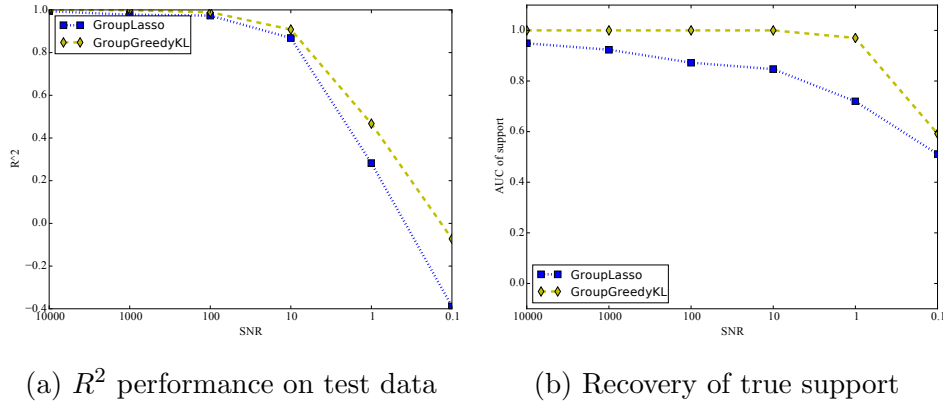 1.0
0.8
0.6
0.4
0.2
0.0
−0.2
−0.4
R^2
GroupLasso
GroupGreedyKL
10000 1000 100 10 1 0.1
SNR
1.0
0.8
0.6
0.4
0.2
0.0
AUC of support
GroupLasso
GroupGreedyKL
10000 1000 100 10 1 0.1
SNR
(a) R² performance on test data
(b) Recovery of true support